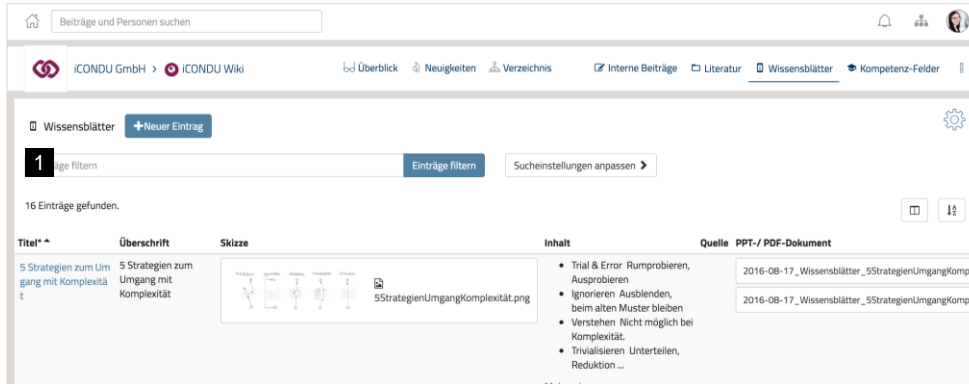 Beiträge und Personen suchen
iCONDU GmbH > iCONDU Wiki
Überblick Neuigkeiten Verzeichnis
Interne Beiträge Literatur Wissensblätter Kompetenz-Felder
Wissensblätter
+Neuer Eintrag
1
äge filtern
Einträge filtern
Sucheinstellungen anpassen
16 Einträge gefunden.
Titel* Überschrift Skizze Inhalt Quelle PPT-/ PDF-Dokument
5 Strategien zum Um
gang mit Komplexitä
t
5 Strategien zum
Umgang mit
Komplexität
5StrategienUmgangKomplexität.png
• Trial & Error Rumprobieren,
Ausprobieren
• Ignorieren Ausblenden,
beim alten Muster bleiben
• Verstehen Nicht möglich bei
Komplexität.
• Trivialisieren Unterteilen,
Reduktion ...
2016-08-17_Wissensblätter_5StrategienUmgangKomp
2016-08-17_Wissensblätter_5StrategienUmgangKomp